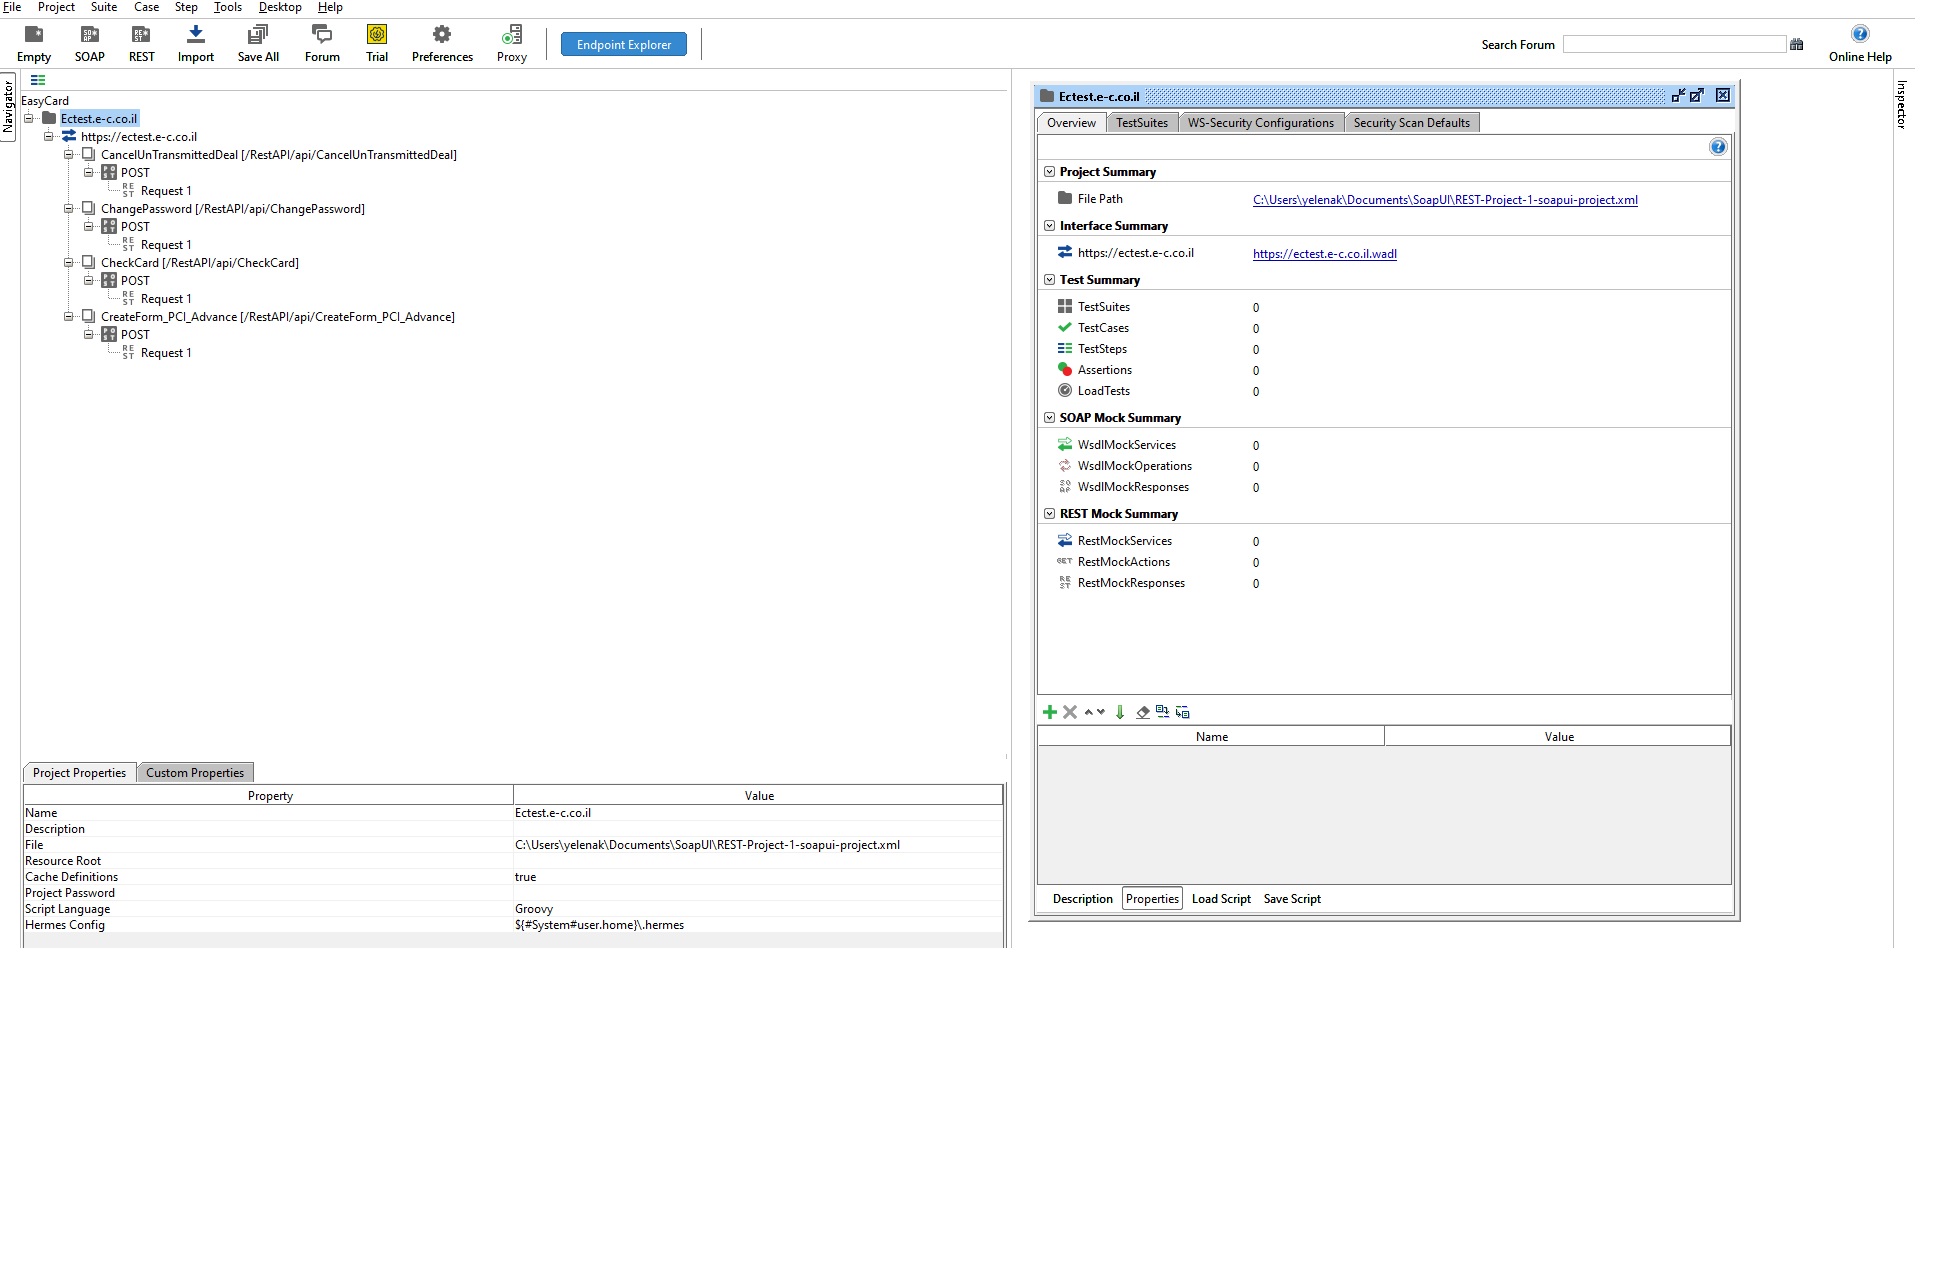 File Project Suite Case Step Tools Desktop Help
Empty SOAP REST Import Save All Forum Trial Preferences Proxy Endpoint Explorer Search Forum Online Help
Navigator
EasyCard
Ectest.e-c.co.il
https://ectest.e-c.co.il
CancelUnTransmittedDeal [/RestAPI/api/CancelUnTransmittedDeal]
POST
Request 1
ChangePassword [/RestAPI/api/ChangePassword]
POST
Request 1
CheckCard [/RestAPI/api/CheckCard]
POST
Request 1
CreateForm_PCI_Advance [/RestAPI/api/CreateForm_PCI_Advance]
POST
Request 1
Project Properties Custom Properties
Property Value
Name Ectest.e-c.co.il
Description
File C:\Users\yelenak\Documents\SoapUI\REST-Project-1-soapui-project.xml
Resource Root
Cache Definitions true
Project Password
Script Language Groovy
Hermes Config ${#System#user.home}\.hermes
Ectest.e-c.co.il
Overview TestSuites WS-Security Configurations Security Scan Defaults
Project Summary
File Path C:\Users\yelenak\Documents\SoapUI\REST-Project-1-soapui-project.xml
Interface Summary
https://ectest.e-c.co.il https://ectest.e-c.co.il.wadl
Test Summary
TestSuites 0
TestCases 0
TestSteps 0
Assertions 0
LoadTests 0
SOAP Mock Summary
WsdlMockServices 0
WsdlMockOperations 0
WsdlMockResponses 0
REST Mock Summary
RestMockServices 0
GET RestMockActions 0
RestMockResponses 0
Name Value
Description Properties Load Script Save Script
Inspector